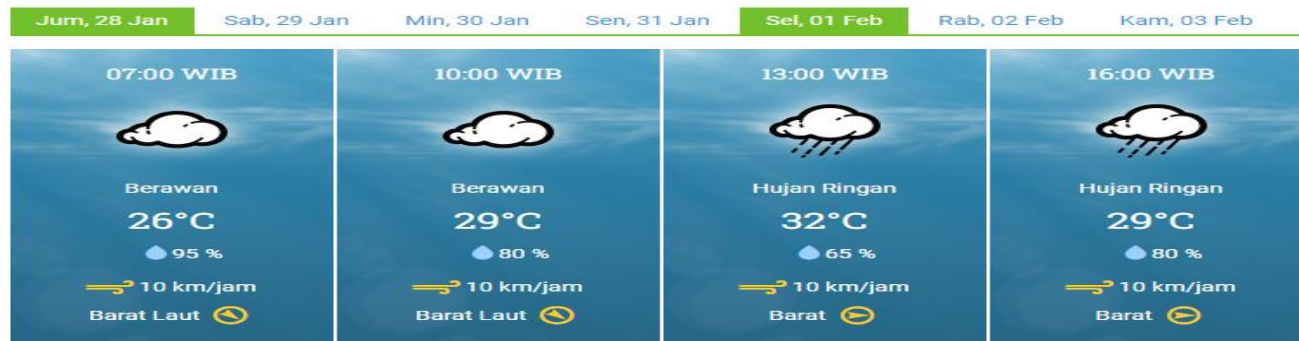 Jum, 28 Jan Sab, 29 Jan Min, 30 Jan Sen, 31 Jan Sel, 01 Feb Rab, 02 Feb Kam, 03 Feb
07:00 WIB 10:00 WIB 13:00 WIB 16:00 WIB
Berawan Berawan Hujan Ringan Hujan Ringan
26°C 29°C 32°C 29°C
95 % 80 % 65 % 80 %
10 km/jam 10 km/jam 10 km/jam 10 km/jam
Barat Laut Barat Laut Barat Barat